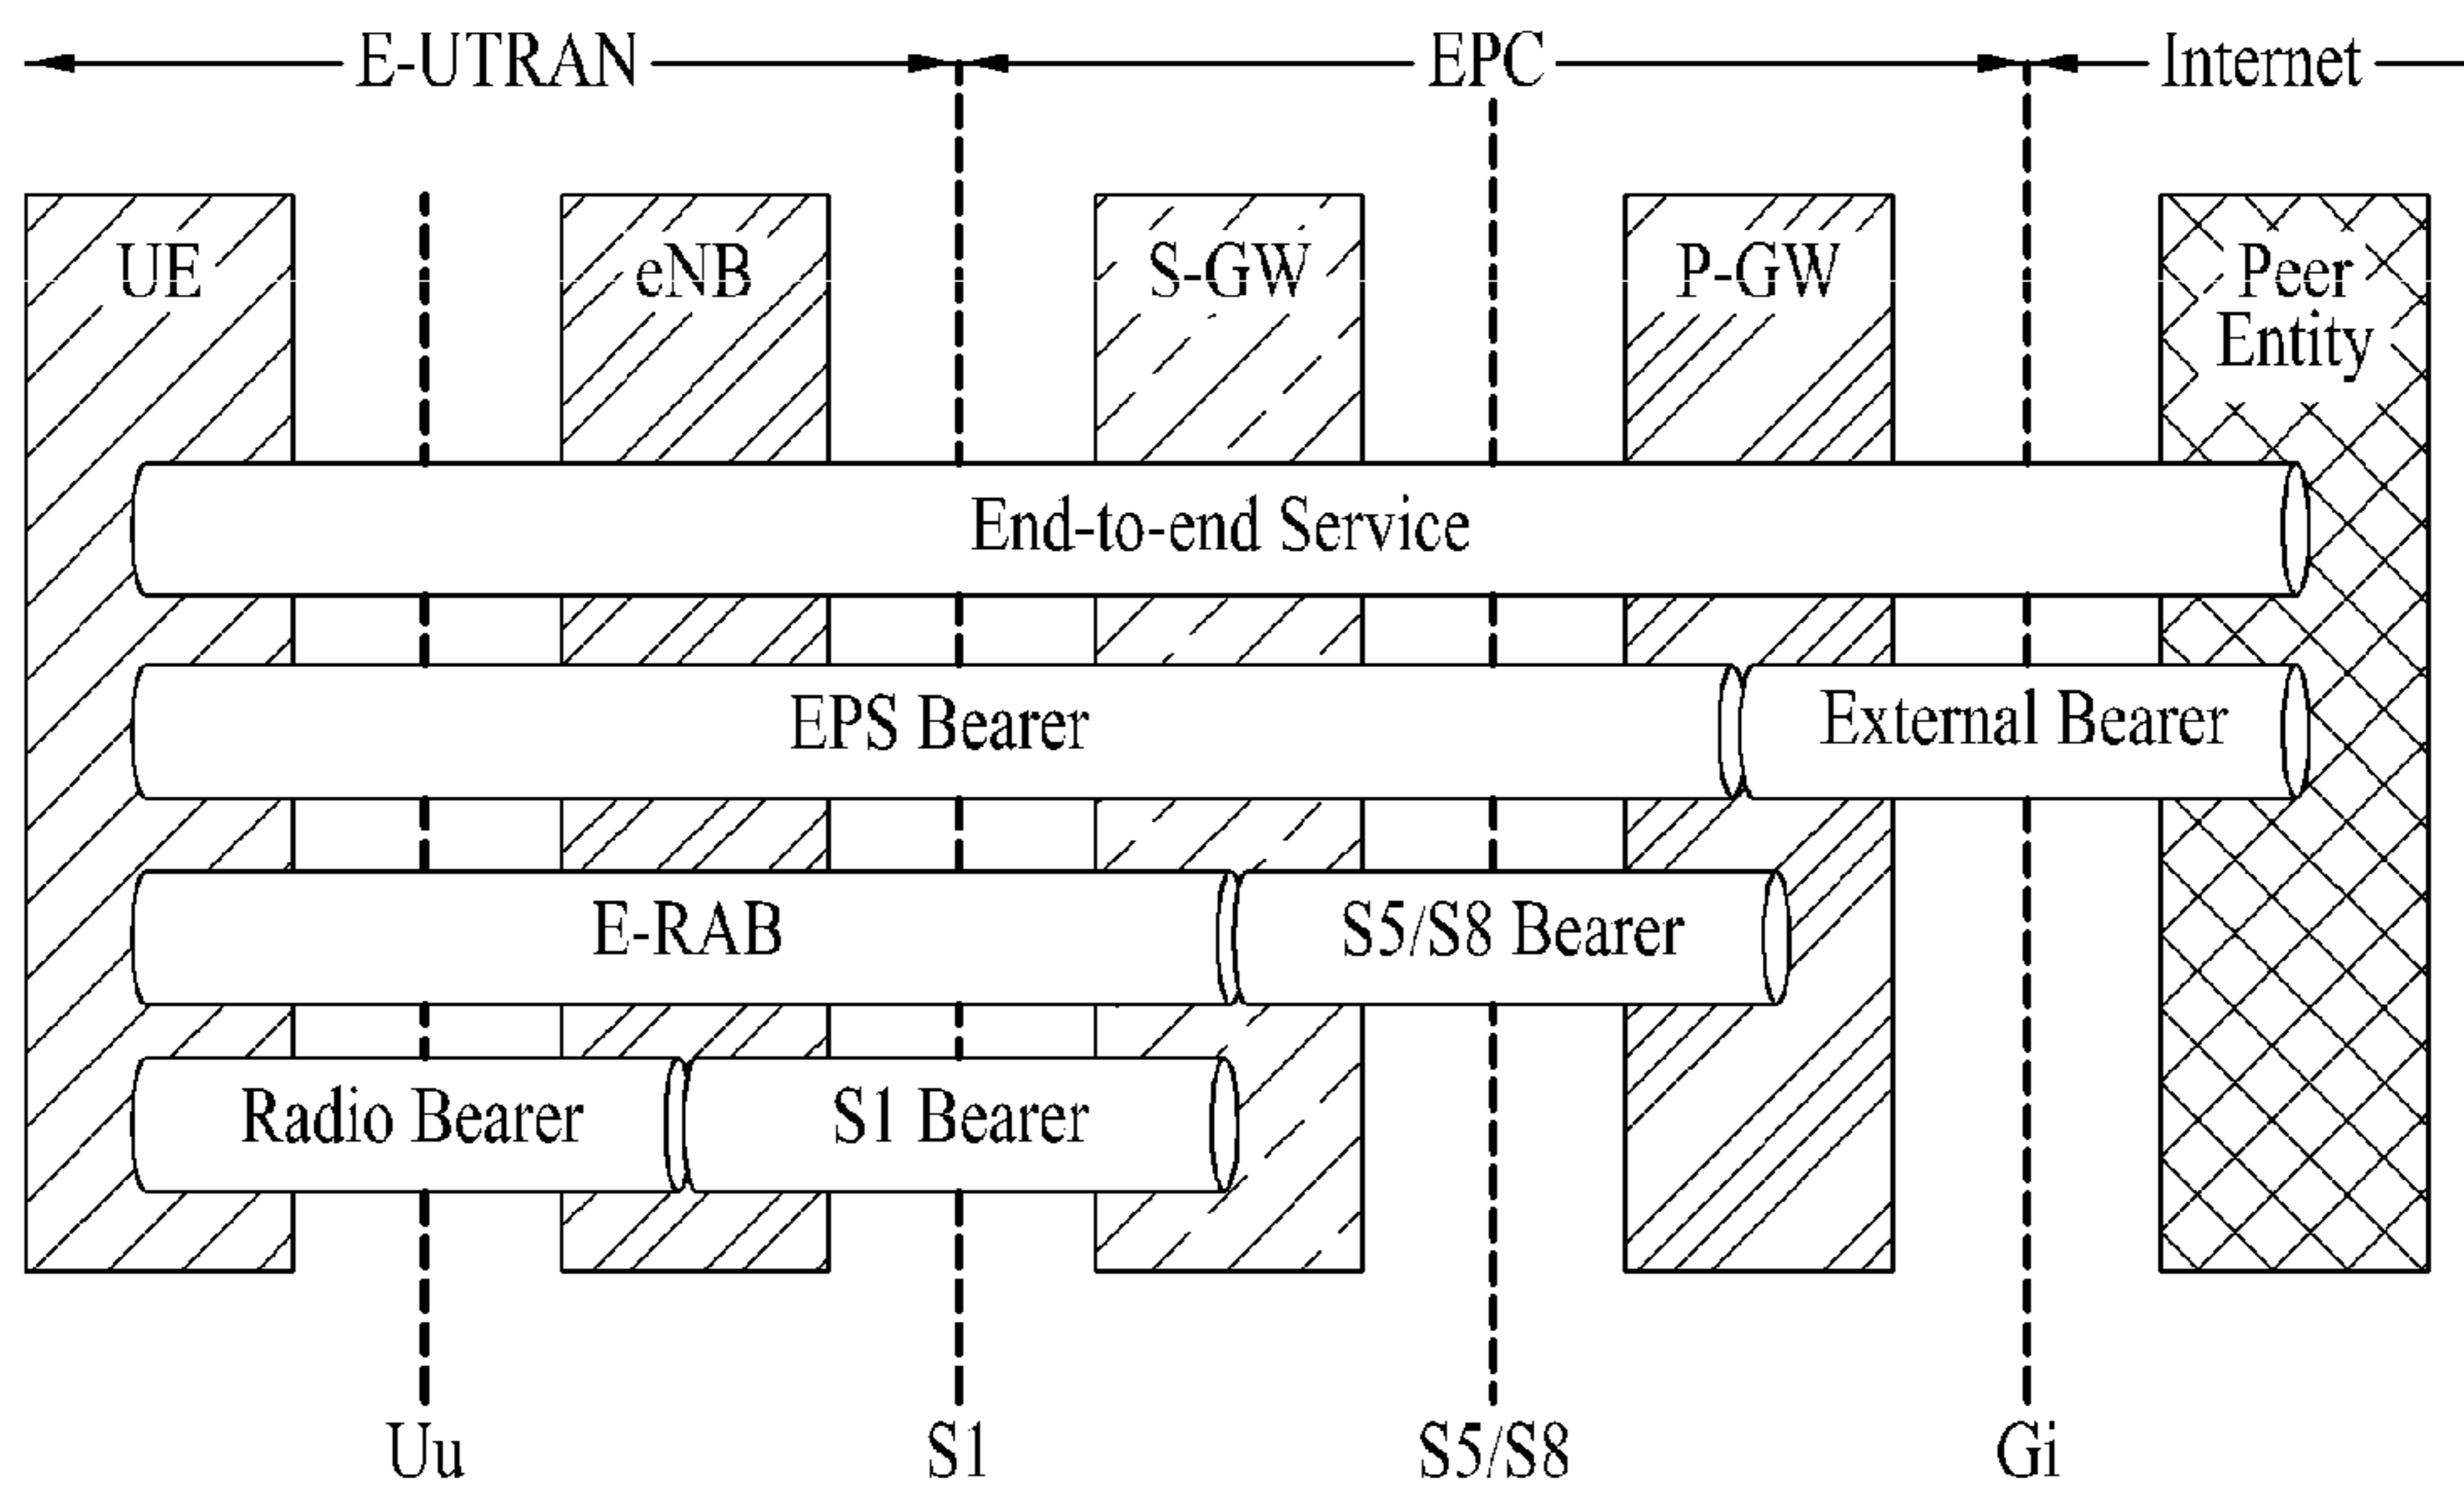 E-UTRAN EPC Internet
UE eNB S-GW P-GW Peer
Entity
End-to-end Service
EPS Bearer External Bearer
E-RAB S5/S8 Bearer
Radio Bearer S1 Bearer
Uu S1 S5/S8 Gi